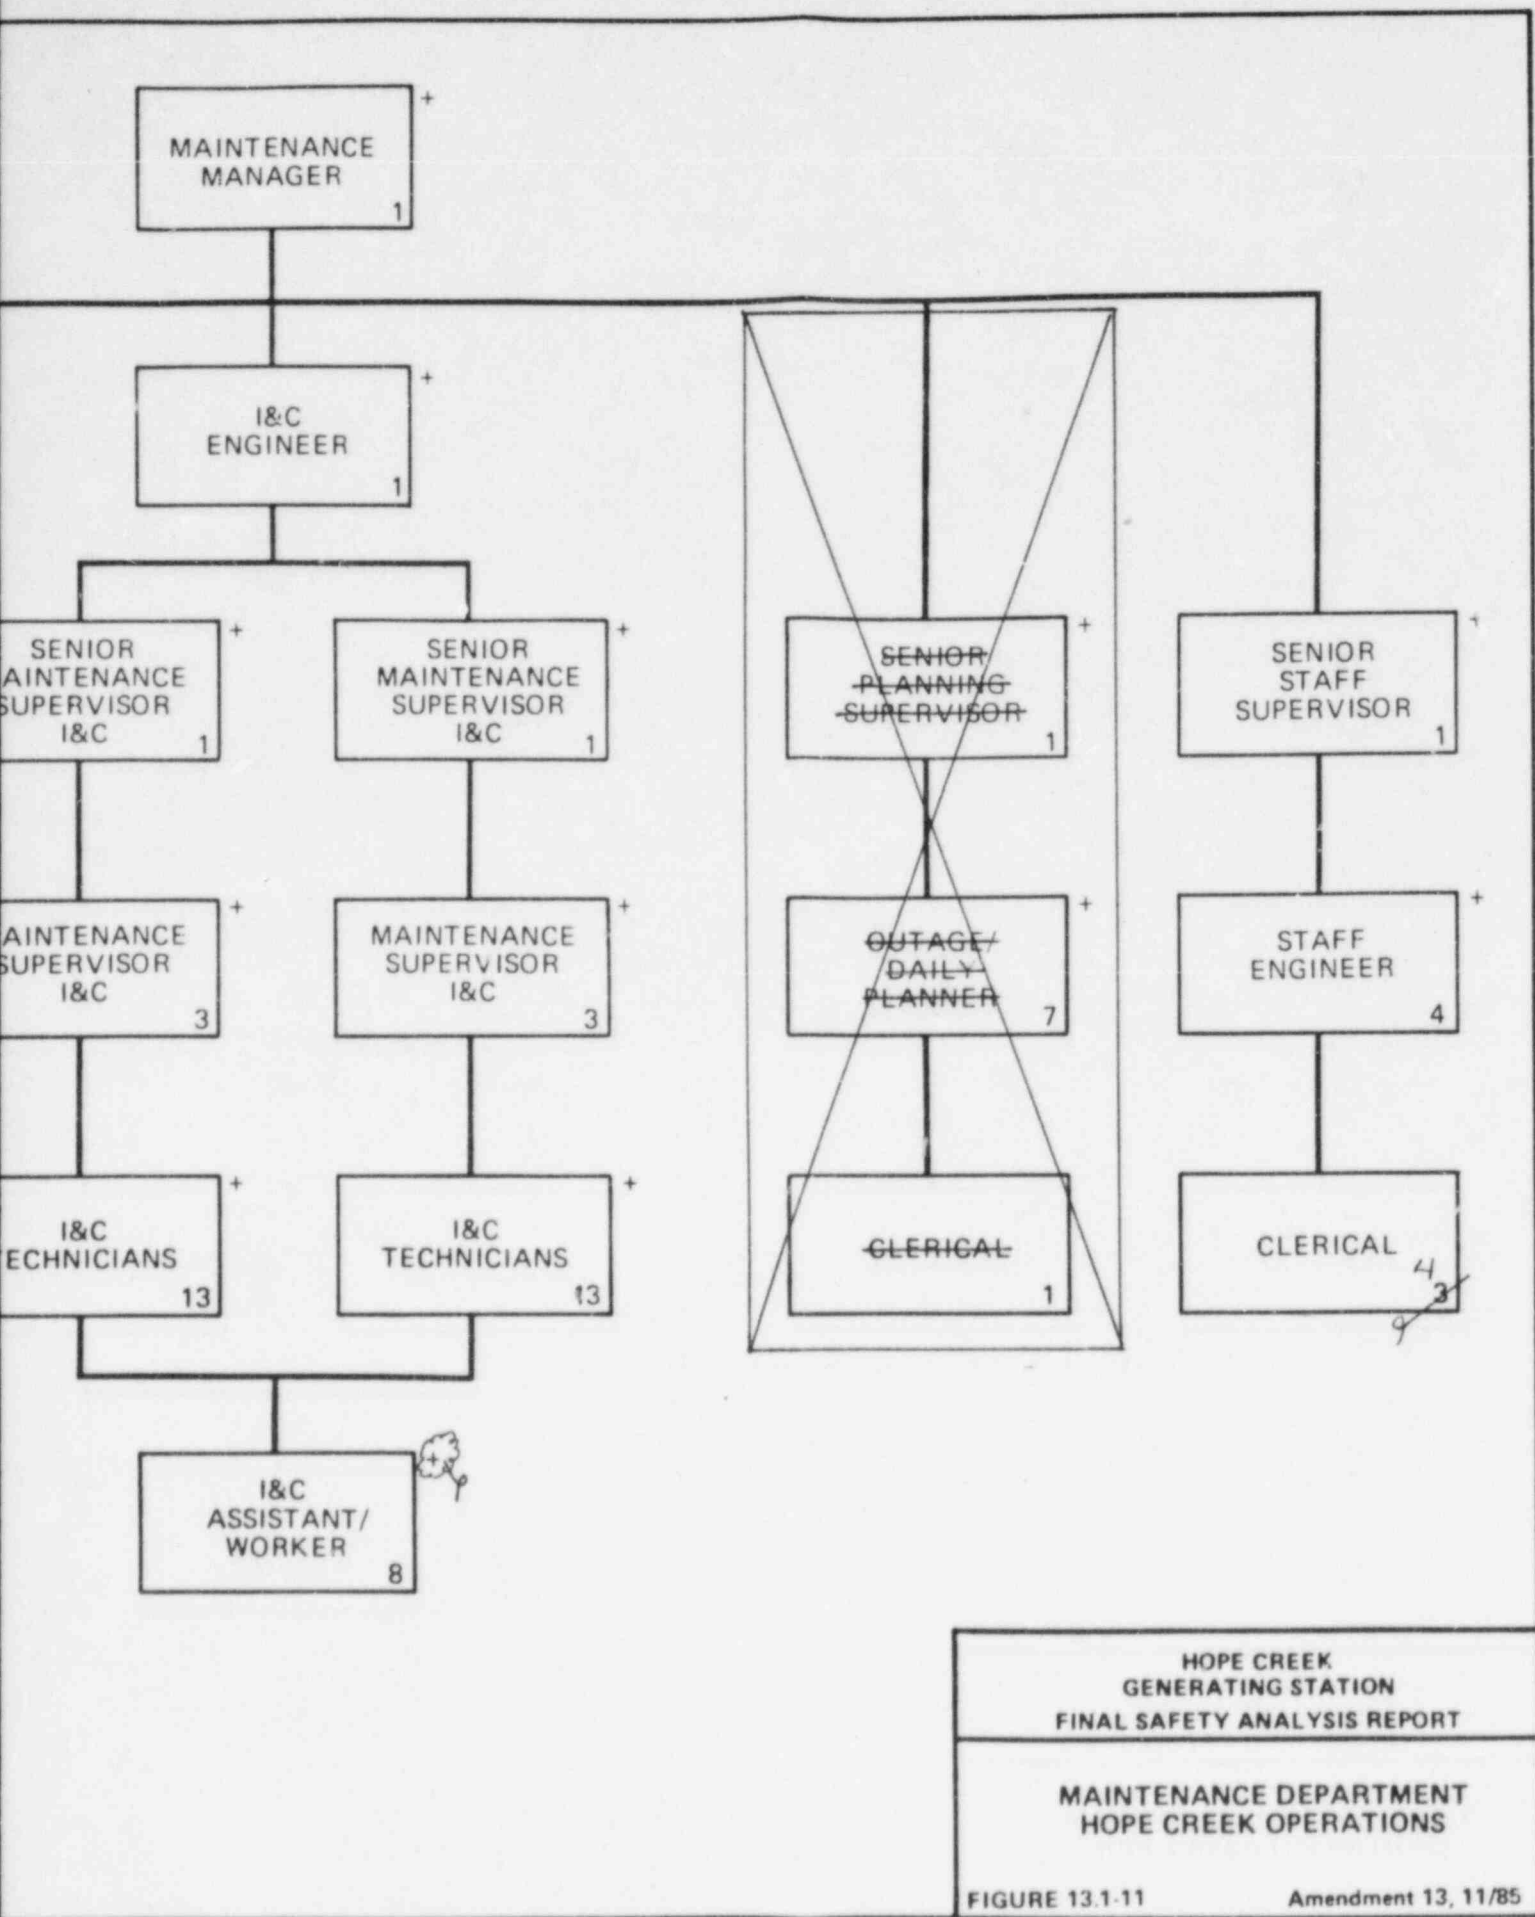 MAINTENANCE
MANAGER
1
+
I&C
ENGINEER
1
+
SENIOR
AINTENANCE
SUPERVISOR
I&C
1
+
SENIOR
MAINTENANCE
SUPERVISOR
I&C
1
+
SENIOR
PLANNING
SUPERVISOR
1
+
SENIOR
STAFF
SUPERVISOR
1
+
AINTENANCE
SUPERVISOR
I&C
3
+
MAINTENANCE
SUPERVISOR
I&C
3
+
OUTAGE/
DAILY
PLANNER
7
+
STAFF
ENGINEER
4
+
I&C
ECHNICIANS
13
+
I&C
TECHNICIANS
13
+
CLERICAL
1
CLERICAL
4
3
I&C
ASSISTANT/
WORKER
8
+
HOPE CREEK
GENERATING STATION
FINAL SAFETY ANALYSIS REPORT
MAINTENANCE DEPARTMENT
HOPE CREEK OPERATIONS
FIGURE 13.1-11 Amendment 13, 11/85